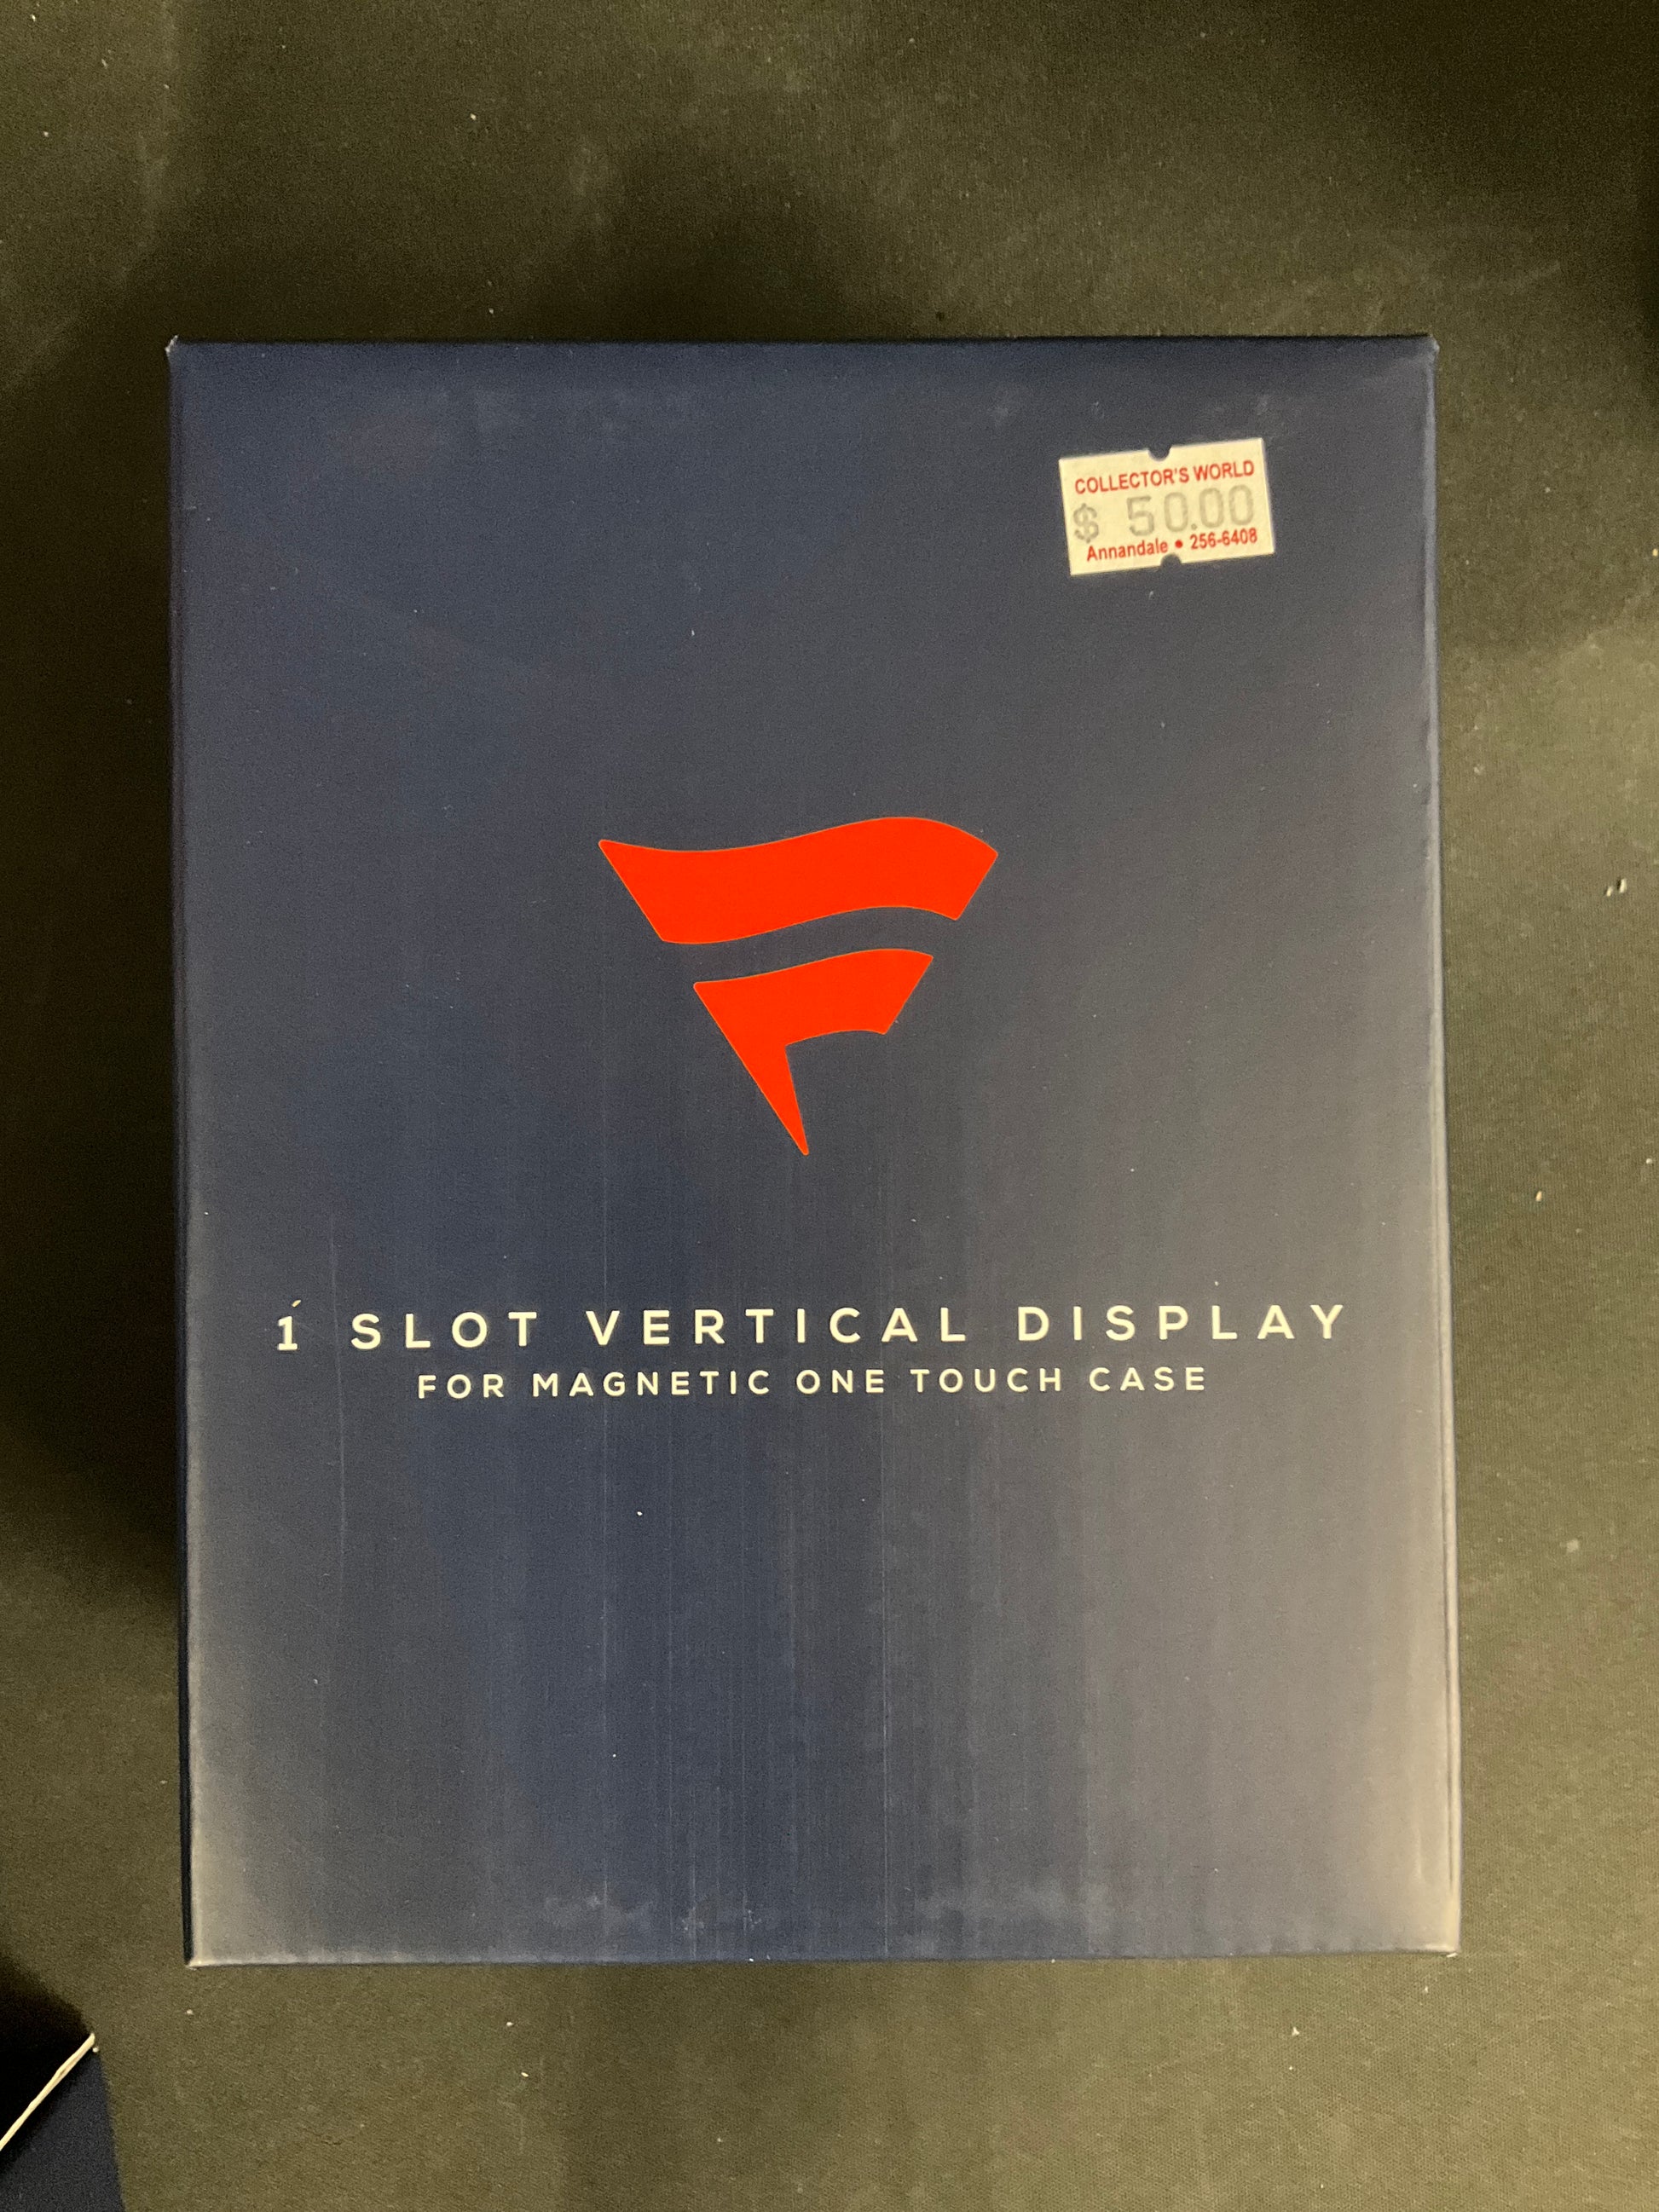 COLLECTOR'S WORLD
$ 50.00
Annandale • 256-6408
1 SLOT VERTICAL DISPLAY
FOR MAGNETIC ONE TOUCH CASE